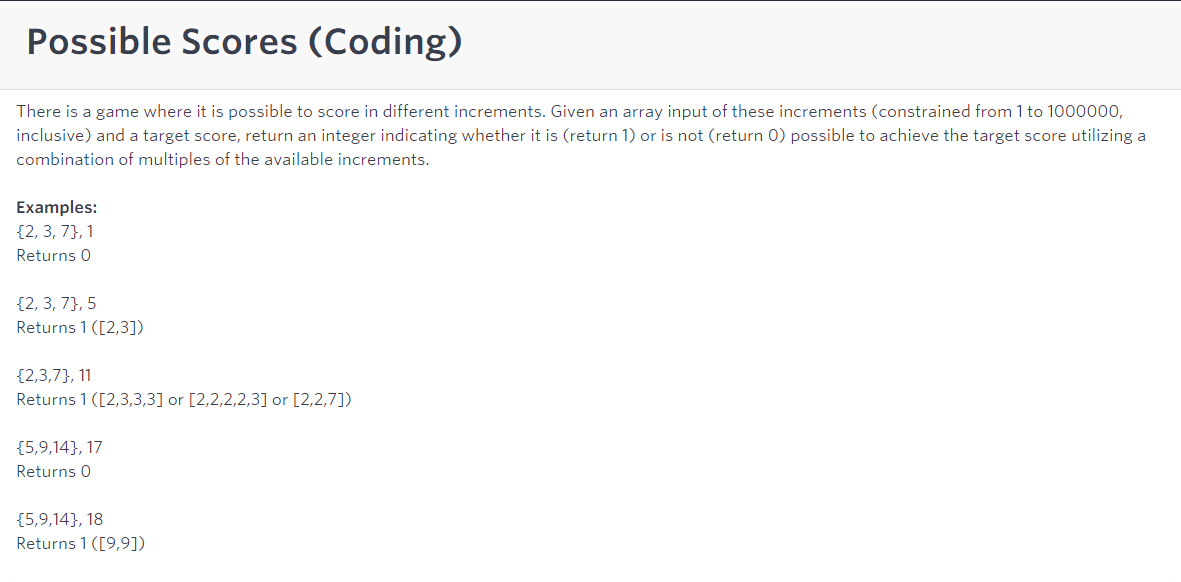 Possible Scores (Coding)
There is a game where it is possible to score in different increments. Given an array input of these increments (constrained from 1 to 1000000,
inclusive) and a target score, return an integer indicating whether it is (return 1) or is not (return 0) possible to achieve the target score utilizing a
combination of multiples of the available increments.
Examples:
{2, 3, 7}, 1
Returns 0
{2, 3, 7}, 5
Returns 1 ([2,3])
{2,3,7}, 11
Returns 1 ([2,3,3,3] or [2,2,2,2,3] or [2,2,7])
{5,9,14}, 17
Returns 0
{5,9,14}, 18
Returns 1 ([9,9])